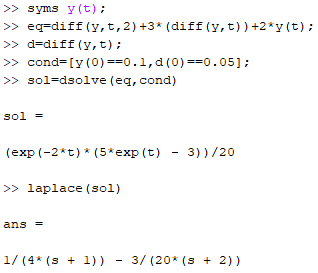 >> syms y(t);
>> eq=diff(y,t,2)+3*(diff(y,t))+2*y(t);
>> d=diff(y,t);
>> cond=[y(0)==0.1,d(0)==0.05];
>> sol=dsolve(eq,cond)
sol =
(exp(-2*t)*(5*exp(t) - 3))/20
>> laplace(sol)
ans =
1/(4*(s + 1)) - 3/(20*(s + 2))